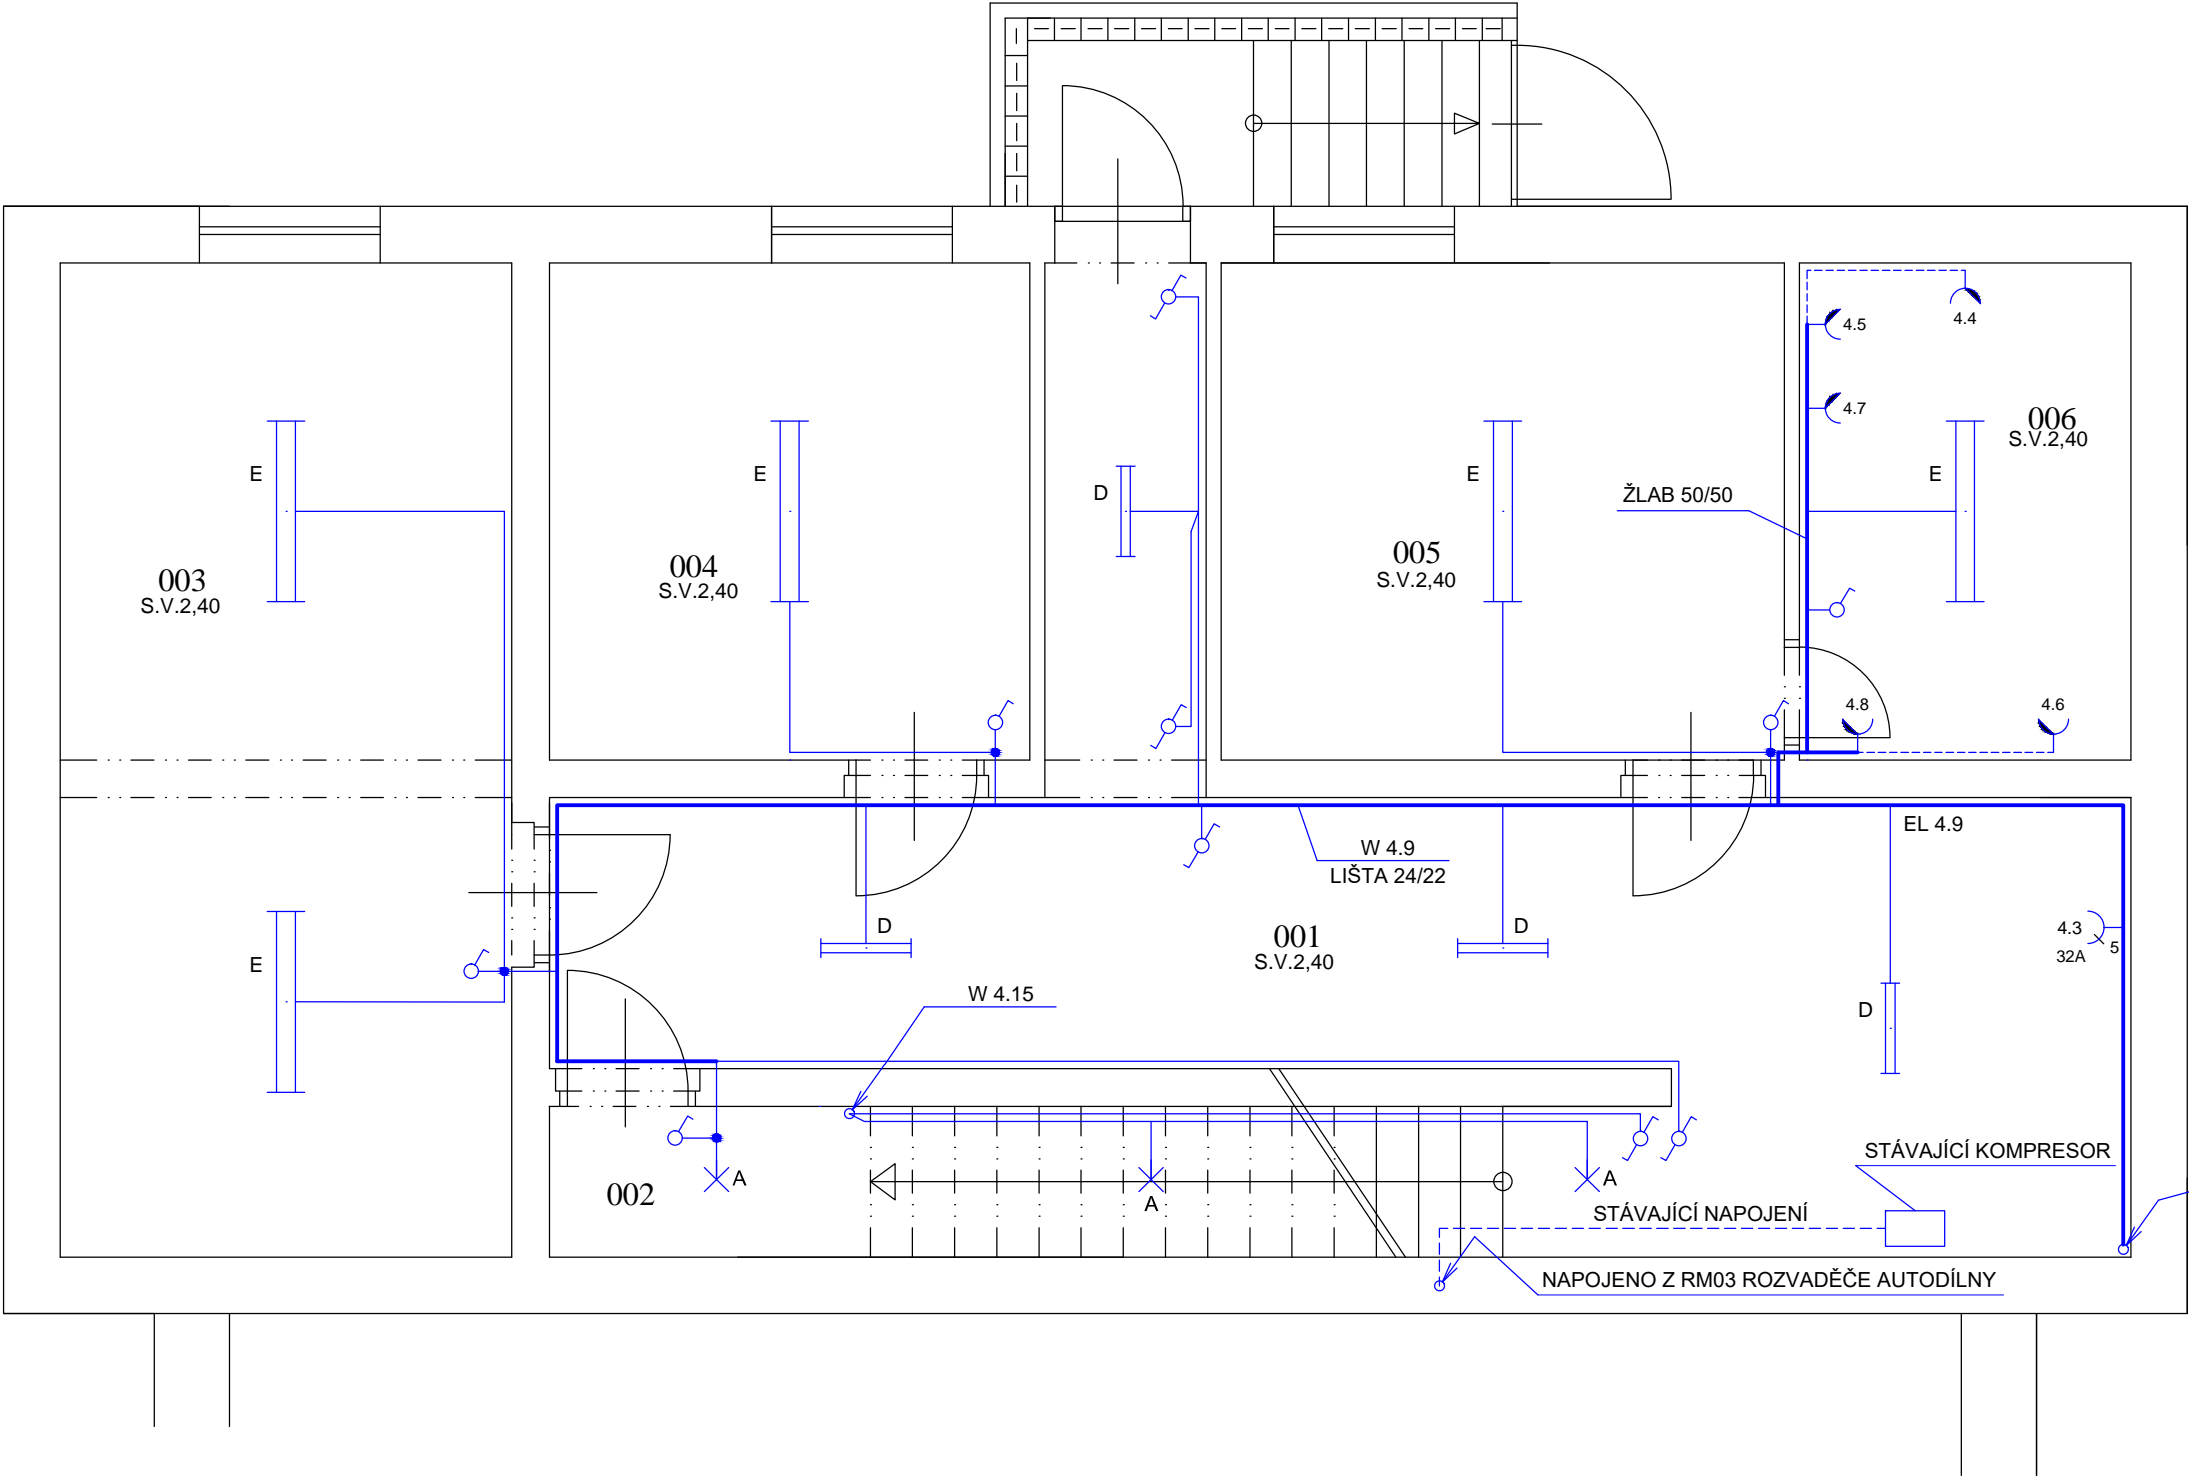 4.5
4.4
4.7
006
S.V.2,40
E
E
D
E
E
ŽLAB 50/50
003
S.V.2,40
004
S.V.2,40
005
S.V.2,40
4.8
4.6
EL 4.9
W 4.9
LIŠTA 24/22
D
D
4.3
5
32A
001
S.V.2,40
E
W 4.15
D
STÁVAJÍCÍ KOMPRESOR
002
A
A
A
STÁVAJÍCÍ NAPOJENÍ
NAPOJENO Z RM03 ROZVADĚČE AUTODÍLNY